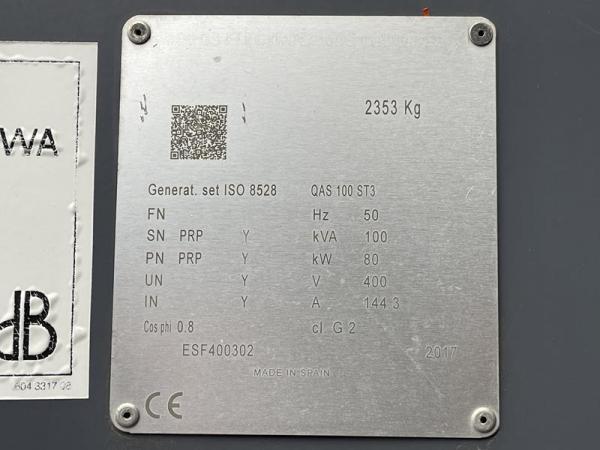 WA
dB
604 3317 08
2353 Kg
Generat. set ISO 8528 QAS 100 ST3
FN Hz 50
SN PRP Y kVA 100
PN PRP Y kW 80
UN Y V 400
IN Y A 144.3
Cos phi 0.8 cl. G 2
ESF400302 2017
MADE IN SPAIN
CE